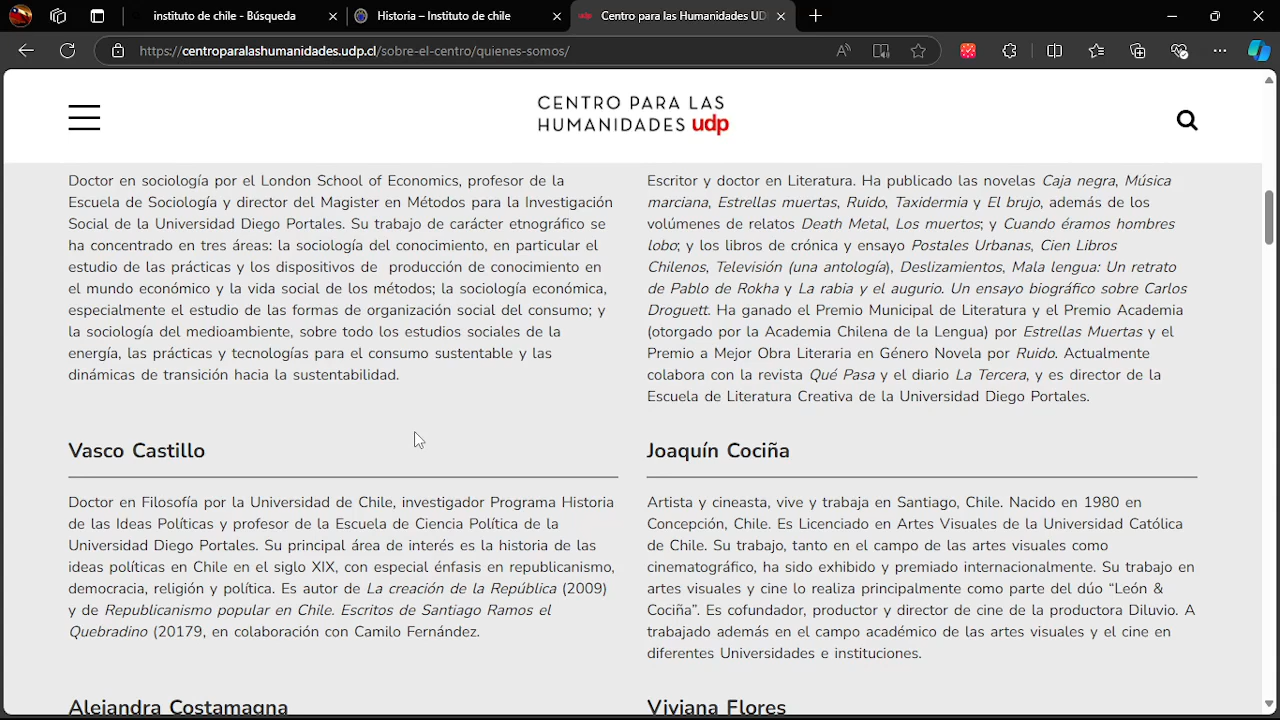 instituto de chile - Búsqueda
Historia – Instituto de chile
Centro para las Humanidades UD
https://centroparalashumanidades.udp.cl/sobre-el-centro/quienes-somos/
CENTRO PARA LAS
HUMANIDADES udp
Doctor en sociología por el London School of Economics, profesor de la
Escuela de Sociología y director del Magister en Métodos para la Investigación
Social de la Universidad Diego Portales. Su trabajo de carácter etnográfico se
ha concentrado en tres áreas: la sociología del conocimiento, en particular el
estudio de las prácticas y los dispositivos de producción de conocimiento en
el mundo económico y la vida social de los métodos; la sociología económica,
especialmente el estudio de las formas de organización social del consumo; y
la sociología del medioambiente, sobre todo los estudios sociales de la
energía, las prácticas y tecnologías para el consumo sustentable y las
dinámicas de transición hacia la sustentabilidad.
Escritor y doctor en Literatura. Ha publicado las novelas Caja negra, Música
marciana, Estrellas muertas, Ruido, Taxidermia y El brujo, además de los
volúmenes de relatos Death Metal, Los muertos; y Cuando éramos hombres
lobo; y los libros de crónica y ensayo Postales Urbanas, Cien Libros
Chilenos, Televisión (una antología), Deslizamientos, Mala lengua: Un retrato
de Pablo de Rokha y La rabia y el augurio. Un ensayo biográfico sobre Carlos
Droguett. Ha ganado el Premio Municipal de Literatura y el Premio Academia
(otorgado por la Academia Chilena de la Lengua) por Estrellas Muertas y el
Premio a Mejor Obra Literaria en Género Novela por Ruido. Actualmente
colabora con la revista Qué Pasa y el diario La Tercera, y es director de la
Escuela de Literatura Creativa de la Universidad Diego Portales.
Vasco Castillo
Doctor en Filosofía por la Universidad de Chile, investigador Programa Historia
de las Ideas Políticas y profesor de la Escuela de Ciencia Política de la
Universidad Diego Portales. Su principal área de interés es la historia de las
ideas políticas en Chile en el siglo XIX, con especial énfasis en republicanismo,
democracia, religión y política. Es autor de La creación de la República (2009)
y de Republicanismo popular en Chile. Escritos de Santiago Ramos el
Quebradino (20179, en colaboración con Camilo Fernández.
Joaquín Cociña
Artista y cineasta, vive y trabaja en Santiago, Chile. Nacido en 1980 en
Concepción, Chile. Es Licenciado en Artes Visuales de la Universidad Católica
de Chile. Su trabajo, tanto en el campo de las artes visuales como
cinematográfico, ha sido exhibido y premiado internacionalmente. Su trabajo en
artes visuales y cine lo realiza principalmente como parte del dúo “León &
Cociña”. Es cofundador, productor y director de cine de la productora Diluvio. A
trabajado además en el campo académico de las artes visuales y el cine en
diferentes Universidades e instituciones.
Alejandra Costamagna
Viviana Flores